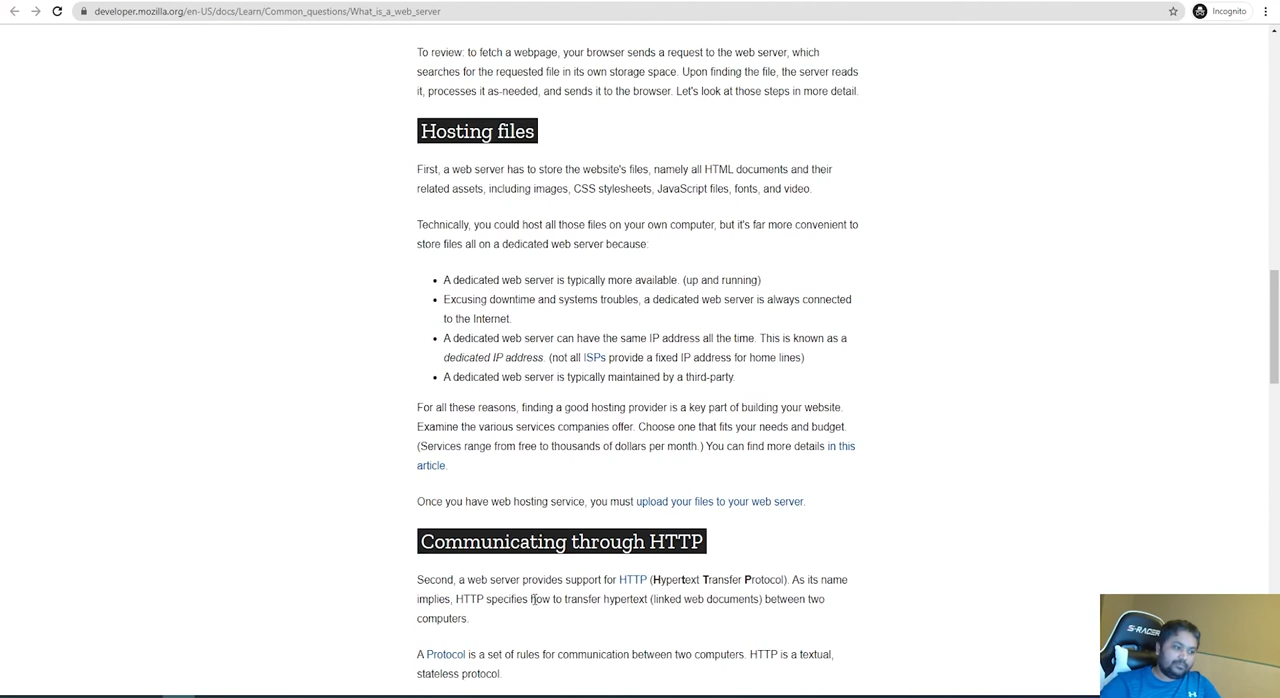 developer.mozilla.org/en-US/docs/Learn/Common_questions/What_is_a_web_server
Incognito
To review: to fetch a webpage, your browser sends a request to the web server, which
searches for the requested file in its own storage space. Upon finding the file, the server reads
it, processes it as-needed, and sends it to the browser. Let's look at those steps in more detail.
Hosting files
First, a web server has to store the website's files, namely all HTML documents and their
related assets, including images, CSS stylesheets, JavaScript files, fonts, and video.
Technically, you could host all those files on your own computer, but it's far more convenient to
store files all on a dedicated web server because:
• A dedicated web server is typically more available. (up and running)
• Excusing downtime and systems troubles, a dedicated web server is always connected
to the Internet.
• A dedicated web server can have the same IP address all the time. This is known as a
dedicated IP address. (not all ISPs provide a fixed IP address for home lines)
• A dedicated web server is typically maintained by a third-party.
For all these reasons, finding a good hosting provider is a key part of building your website.
Examine the various services companies offer. Choose one that fits your needs and budget.
(Services range from free to thousands of dollars per month.) You can find more details in this
article.
Once you have web hosting service, you must upload your files to your web server.
Communicating through HTTP
Second, a web server provides support for HTTP (Hypertext Transfer Protocol). As its name
implies, HTTP specifies how to transfer hypertext (linked web documents) between two
computers.
A Protocol is a set of rules for communication between two computers. HTTP is a textual,
stateless protocol.
S-RACER